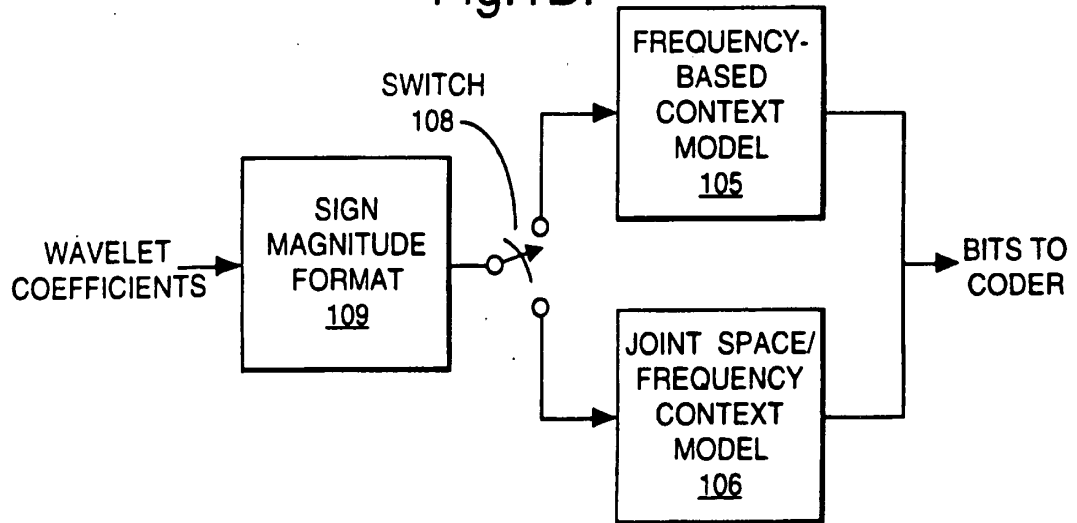 SWITCH
108
WAVELET
COEFFICIENTS
SIGN
MAGNITUDE
FORMAT
109
FREQUENCY-
BASED
CONTEXT
MODEL
105
JOINT SPACE/
FREQUENCY
CONTEXT
MODEL
106
BITS TO
CODER